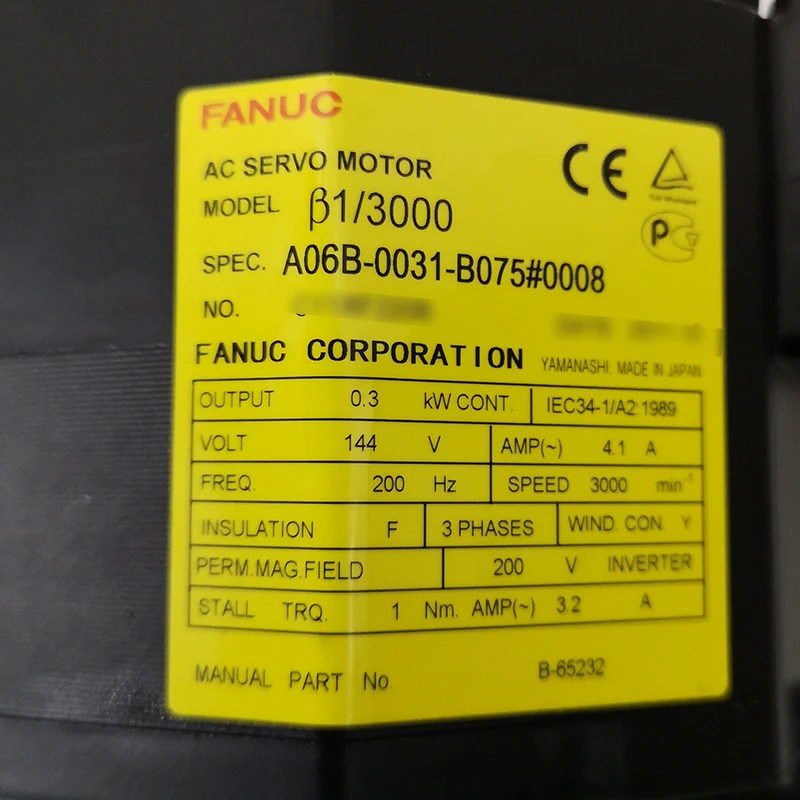 FANUC
AC SERVO MOTOR
CE
MODEL β1/3000
SPEC. A06B-0031-B075#0008
NO.
FANUC CORPORATION YAMANASHI. MADE IN JAPAN
OUTPUT 0.3 kW CONT. IEC34-1/A2:1989
VOLT 144 V AMP(~) 4.1 A
FREQ. 200 Hz SPEED 3000 min⁻¹
INSULATION F 3 PHASES WIND. CON. Y
PERM.MAG.FIELD 200 V INVERTER
STALL TRQ. 1 Nm. AMP(~) 3.2 A
MANUAL PART No B-65232